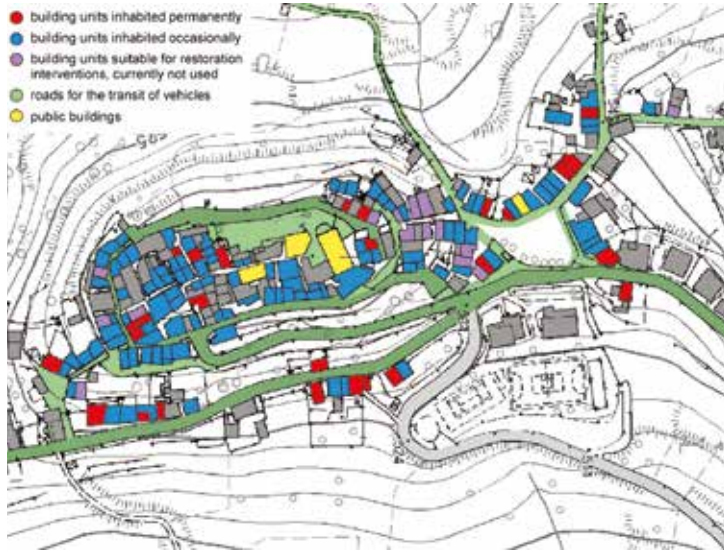 building units inhabited permanently
building units inhabited occasionally
building units suitable for restoration
interventions, currently not used
roads for the transit of vehicles
public buildings